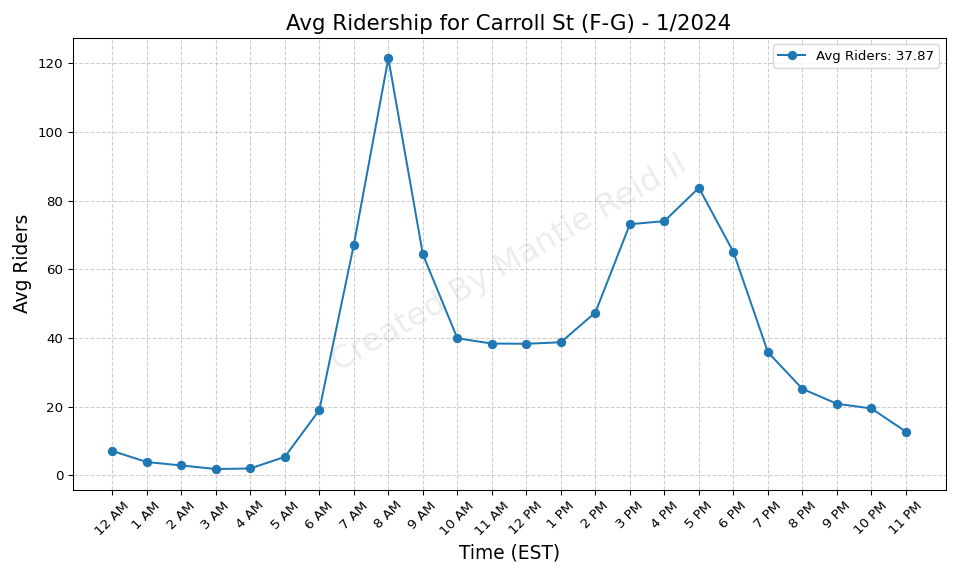 Avg Ridership for Carroll St (F-G) - 1/2024
Avg Riders: 37.87
Avg Riders
120
100
80
60
40
20
0
Created By Mantie Reid II
12 AM
1 AM
2 AM
3 AM
4 AM
5 AM
6 AM
7 AM
8 AM
9 AM
10 AM
11 AM
12 PM
1 PM
2 PM
3 PM
4 PM
5 PM
6 PM
7 PM
8 PM
9 PM
10 PM
11 PM
Time (EST)